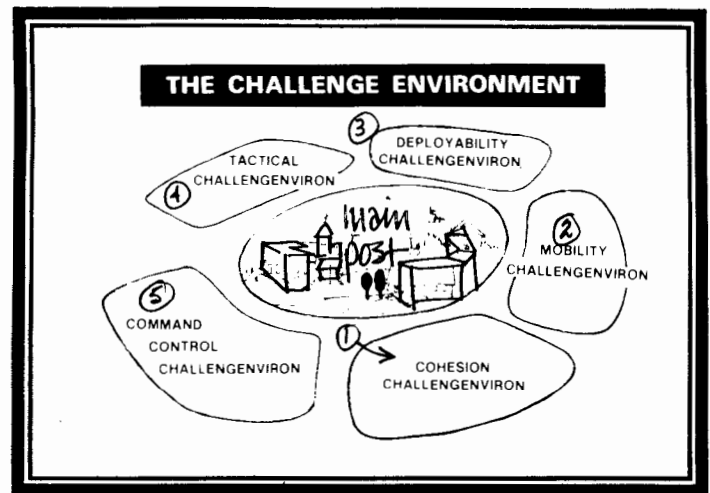 THE CHALLENGE ENVIRONMENT
3
DEPLOYABILITY
CHALLENGENVIRON
TACTICAL
CHALLENGENVIRON
4
main
post
2
MOBILITY
CHALLENGENVIRON
5
COMMAND
CONTROL
CHALLENGENVIRON
1
COHESION
CHALLENGENVIRON